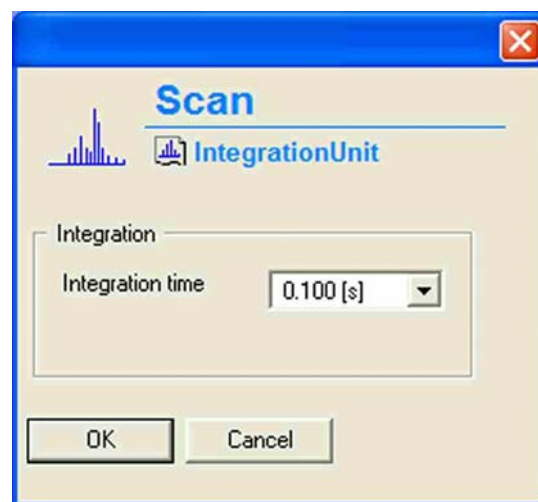 Scan
IntegrationUnit
Integration
Integration time 0.100 [s]
OK Cancel